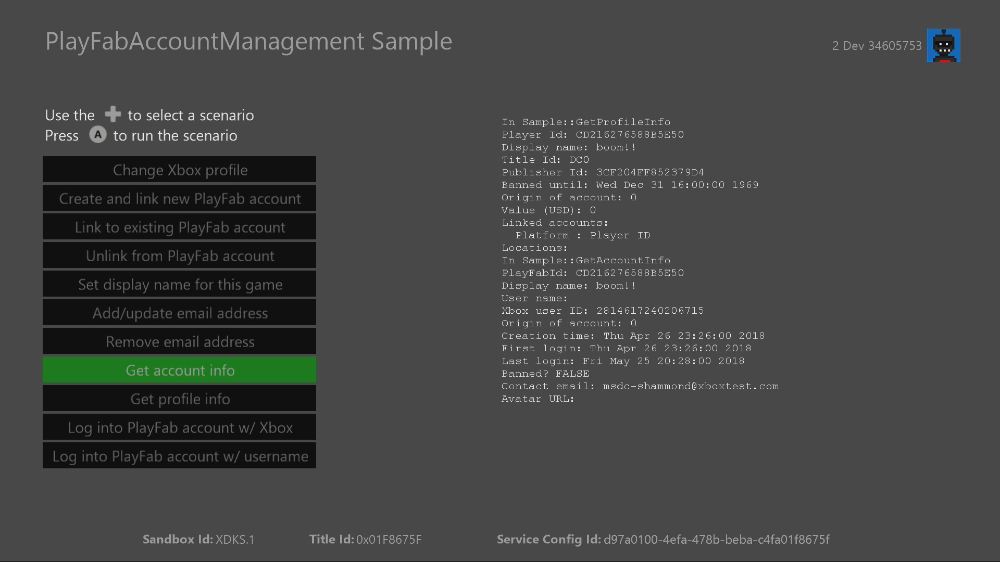 PlayFabAccountManagement Sample
2 Dev 34605753
Use the to select a scenario
Press A to run the scenario
Change Xbox profile
Create and link new PlayFab account
Link to existing PlayFab account
Unlink from PlayFab account
Set display name for this game
Add/update email address
Remove email address
Get account info
Get profile info
Log into PlayFab account w/ Xbox
Log into PlayFab account w/ username
In Sample::GetProfileInfo
Player Id: CD216276588B5E50
Display name: boom!!
Title Id: DC0
Publisher Id: 3CF204FF852379D4
Banned until: Wed Dec 31 16:00:00 1969
Origin of account: 0
Value (USD): 0
Linked accounts:
Platform : Player ID
Locations:
In Sample::GetAccountInfo
PlayFabId: CD216276588B5E50
Display name: boom!!
User name:
Xbox user ID: 2814617240206715
Origin of account: 0
Creation time: Thu Apr 26 23:26:00 2018
First login: Thu Apr 26 23:26:00 2018
Last login: Fri May 25 20:28:00 2018
Banned? FALSE
Contact email: msdc-shammond@xboxtest.com
Avatar URL:
Sandbox Id: XDKS.1
Title Id: 0x01F8675F
Service Config Id: d97a0100-4efa-478b-beba-c4fa01f8675f